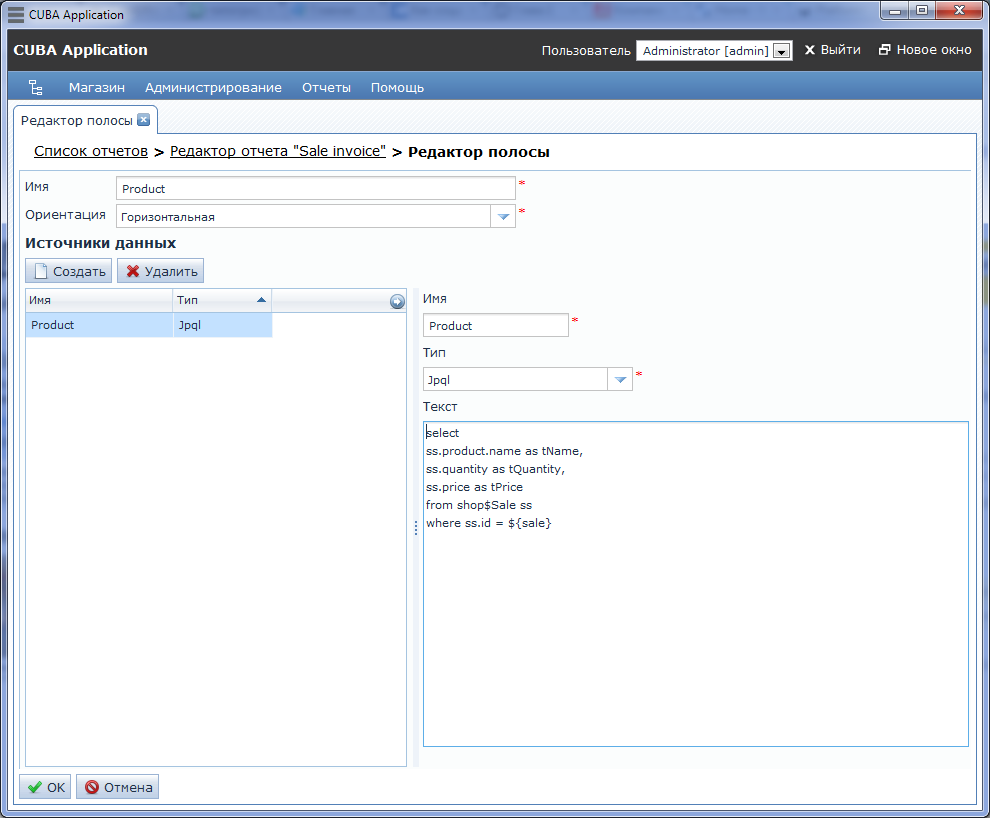 CUBA Application
CUBA Application
Пользователь Administrator [admin] Выйти Новое окно
Магазин Администрирование Отчеты Помощь
Редактор полосы
Список отчетов > Редактор отчета "Sale invoice" > Редактор полосы
Имя Product *
Ориентация Горизонтальная *
Источники данных
Создать Удалить
Имя Тип
Product Jpql
Имя
Product *
Тип
Jpql *
Текст
select
ss.product.name as tName,
ss.quantity as tQuantity,
ss.price as tPrice
from shop$Sale ss
where ss.id = ${sale}
OK Отмена